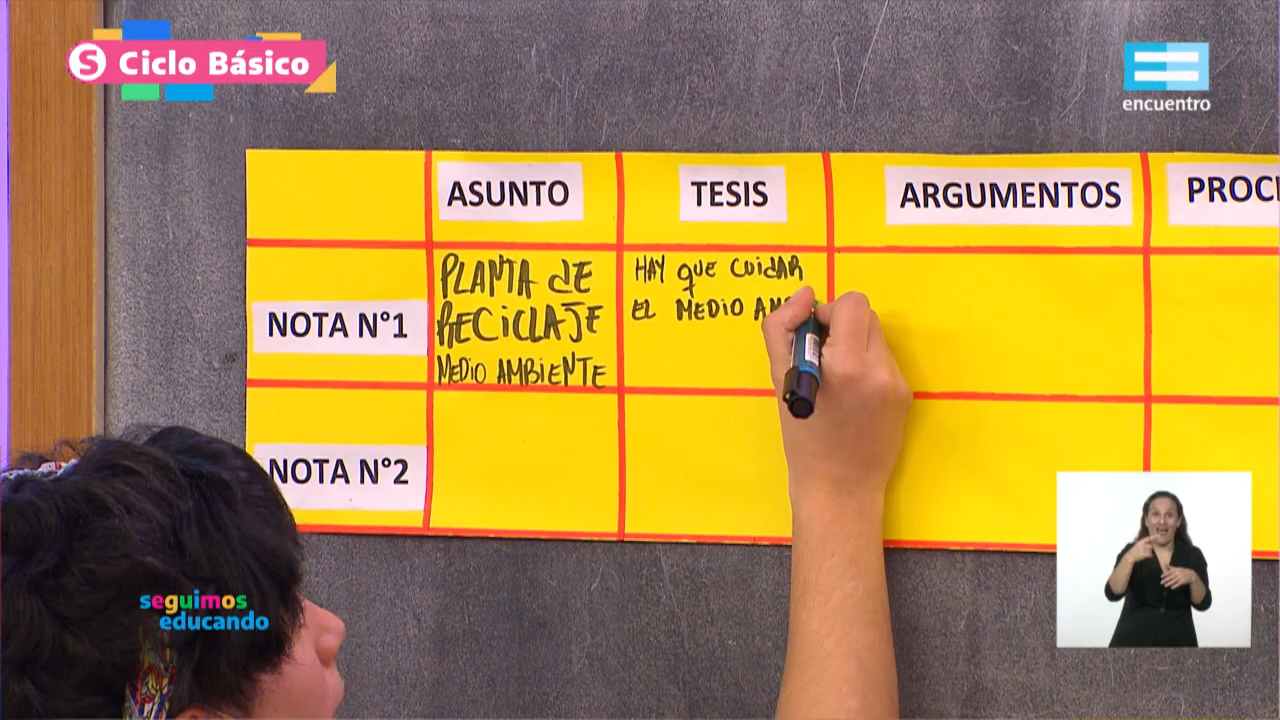 S Ciclo Básico
encuentro
ASUNTO
TESIS
ARGUMENTOS
NOTA N°1
PLANTA dE
RECiCLAJE
MEDiO AMBiENTE
HAY quE CUidAR
EL MEDiO
NOTA N°2
seguimos
educando